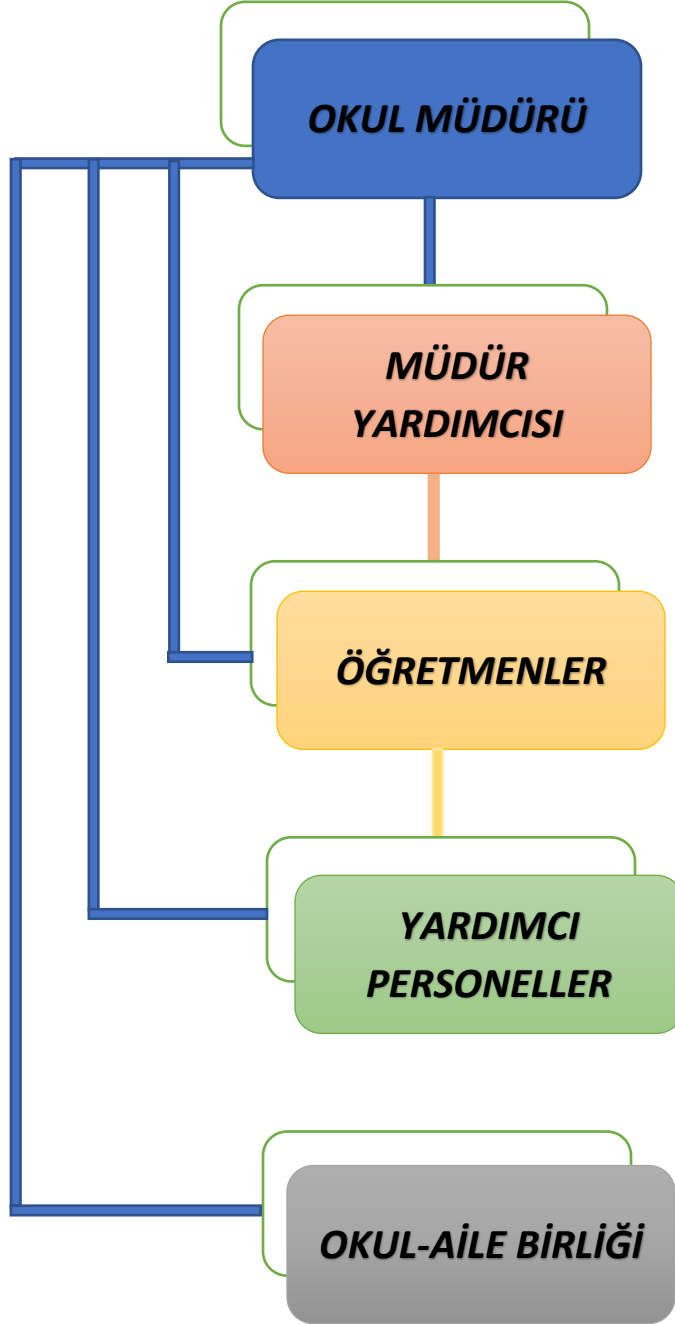 OKUL MÜDÜRÜ
MÜDÜR
YARDIMCISI
ÖĞRETMENLER
YARDIMCI
PERSONELLER
OKUL-AİLE BİRLİĞİ